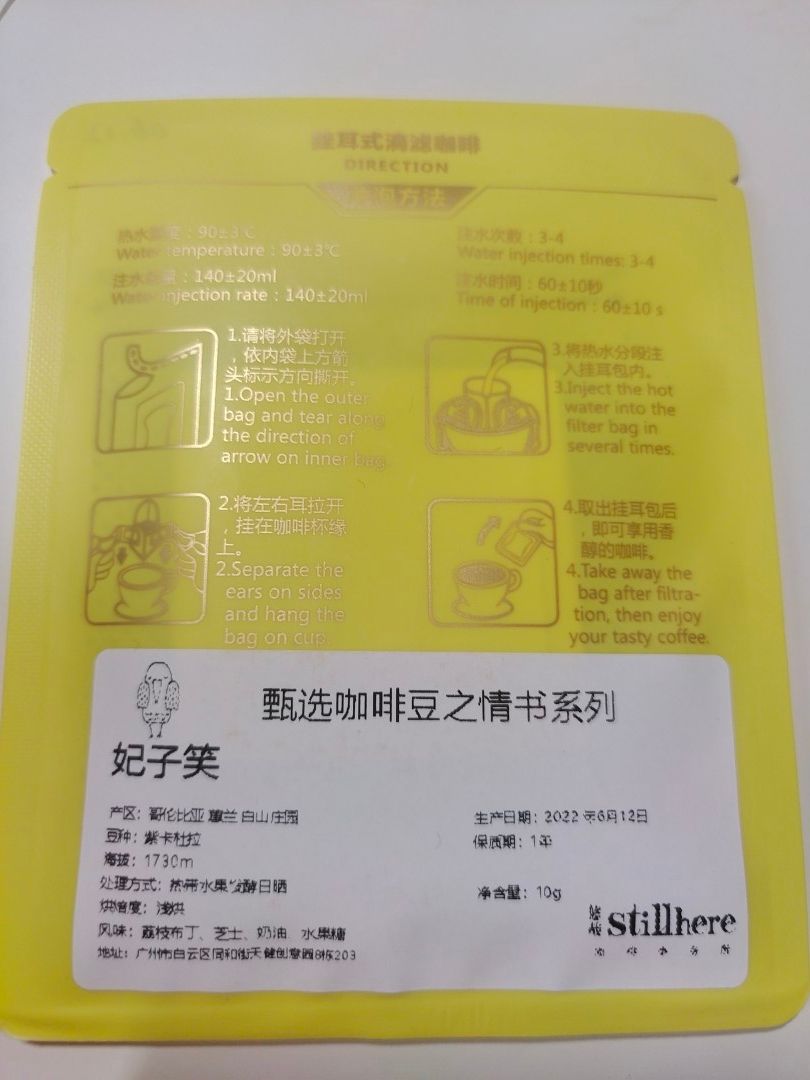 挂耳式滴滤咖啡
DIRECTION
冲泡方法
热水温度：90±3℃
Water temperature：90±3℃
注水容量：140±20ml
Water injection rate：140±20ml
注水次数：3-4
Water injection times: 3-4
注水时间：60±10秒
Time of injection：60±10 s
1.请将外袋打开
，依内袋上方箭
头标示方向撕开。
1.Open the outer
bag and tear along
the direction of
arrow on inner bag
2.将左右耳拉开
，挂在咖啡杯缘
上。
2.Separate the
ears on sides
and hang the
bag on cup.
3.将热水分段注
入挂耳包内。
3.Inject the hot
water into the
filter bag in
several times.
4.取出挂耳包后
，即可享用香
醇的咖啡。
4.Take away the
bag after filtra-
tion, then enjoy
your tasty coffee.
甄选咖啡豆之情书系列
妃子笑
产区：哥伦比亚 蕙兰 白山庄园
豆种：紫卡杜拉
海拔：1730m
处理方式：热带水果发酵日晒
烘焙度：浅烘
风味：荔枝布丁、芝士、奶油、水果糖
地址：广州市白云区同和街天健创意园8栋203
生产日期：2022年6月12日
保质期：1年
净含量：10g
stillhere